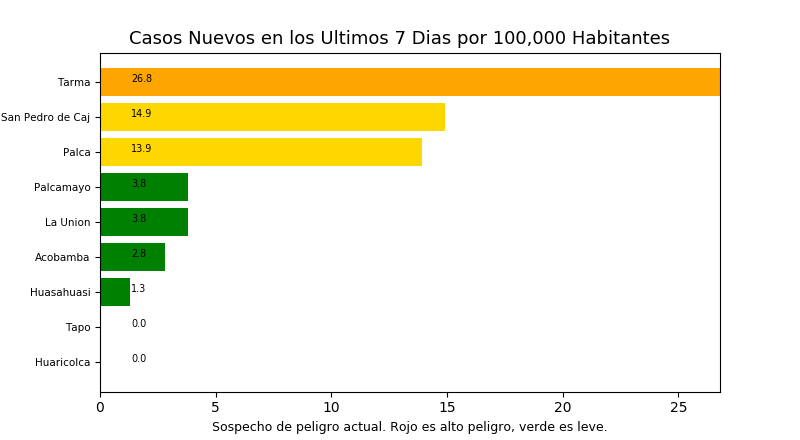 Casos Nuevos en los Ultimos 7 Dias por 100,000 Habitantes
Tarma 26.8
San Pedro de Caj 14.9
Palca 13.9
Palcamayo 3.8
La Union 3.8
Acobamba 2.8
Huasahuasi 1.3
Tapo 0.0
Huaricolca 0.0
0 5 10 15 20 25
Sospecho de peligro actual. Rojo es alto peligro, verde es leve.